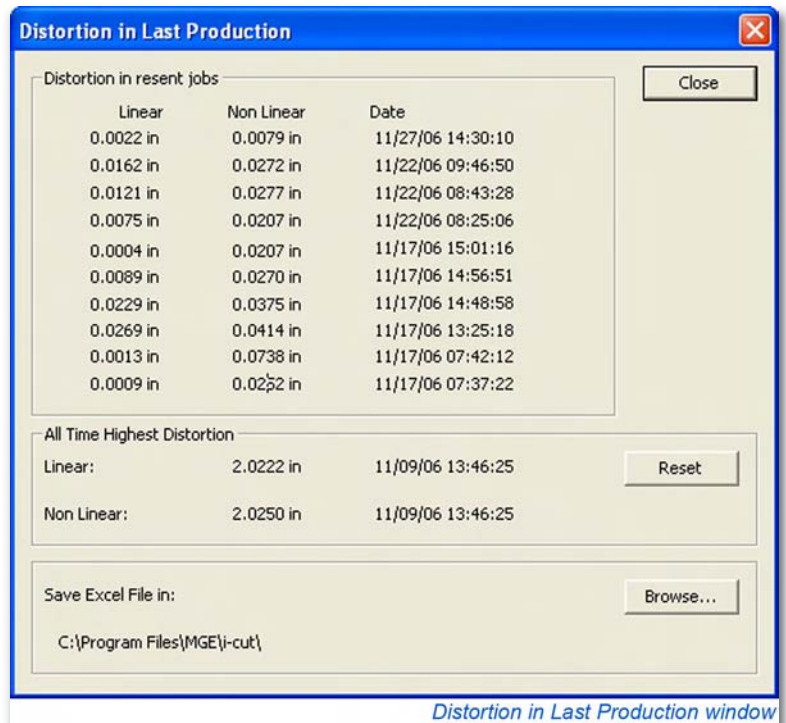 Distortion in Last Production
Distortion in resent jobs
Close
Linear Non Linear Date
0.0022 in 0.0079 in 11/27/06 14:30:10
0.0162 in 0.0272 in 11/22/06 09:46:50
0.0121 in 0.0277 in 11/22/06 08:43:28
0.0075 in 0.0207 in 11/22/06 08:25:06
0.0004 in 0.0207 in 11/17/06 15:01:16
0.0089 in 0.0270 in 11/17/06 14:56:51
0.0229 in 0.0375 in 11/17/06 14:48:58
0.0269 in 0.0414 in 11/17/06 13:25:18
0.0013 in 0.0738 in 11/17/06 07:42:12
0.0009 in 0.0252 in 11/17/06 07:37:22
All Time Highest Distortion
Linear: 2.0222 in 11/09/06 13:46:25
Reset
Non Linear: 2.0250 in 11/09/06 13:46:25
Save Excel File in:
Browse...
C:\Program Files\MGE\i-cut\
Distortion in Last Production window